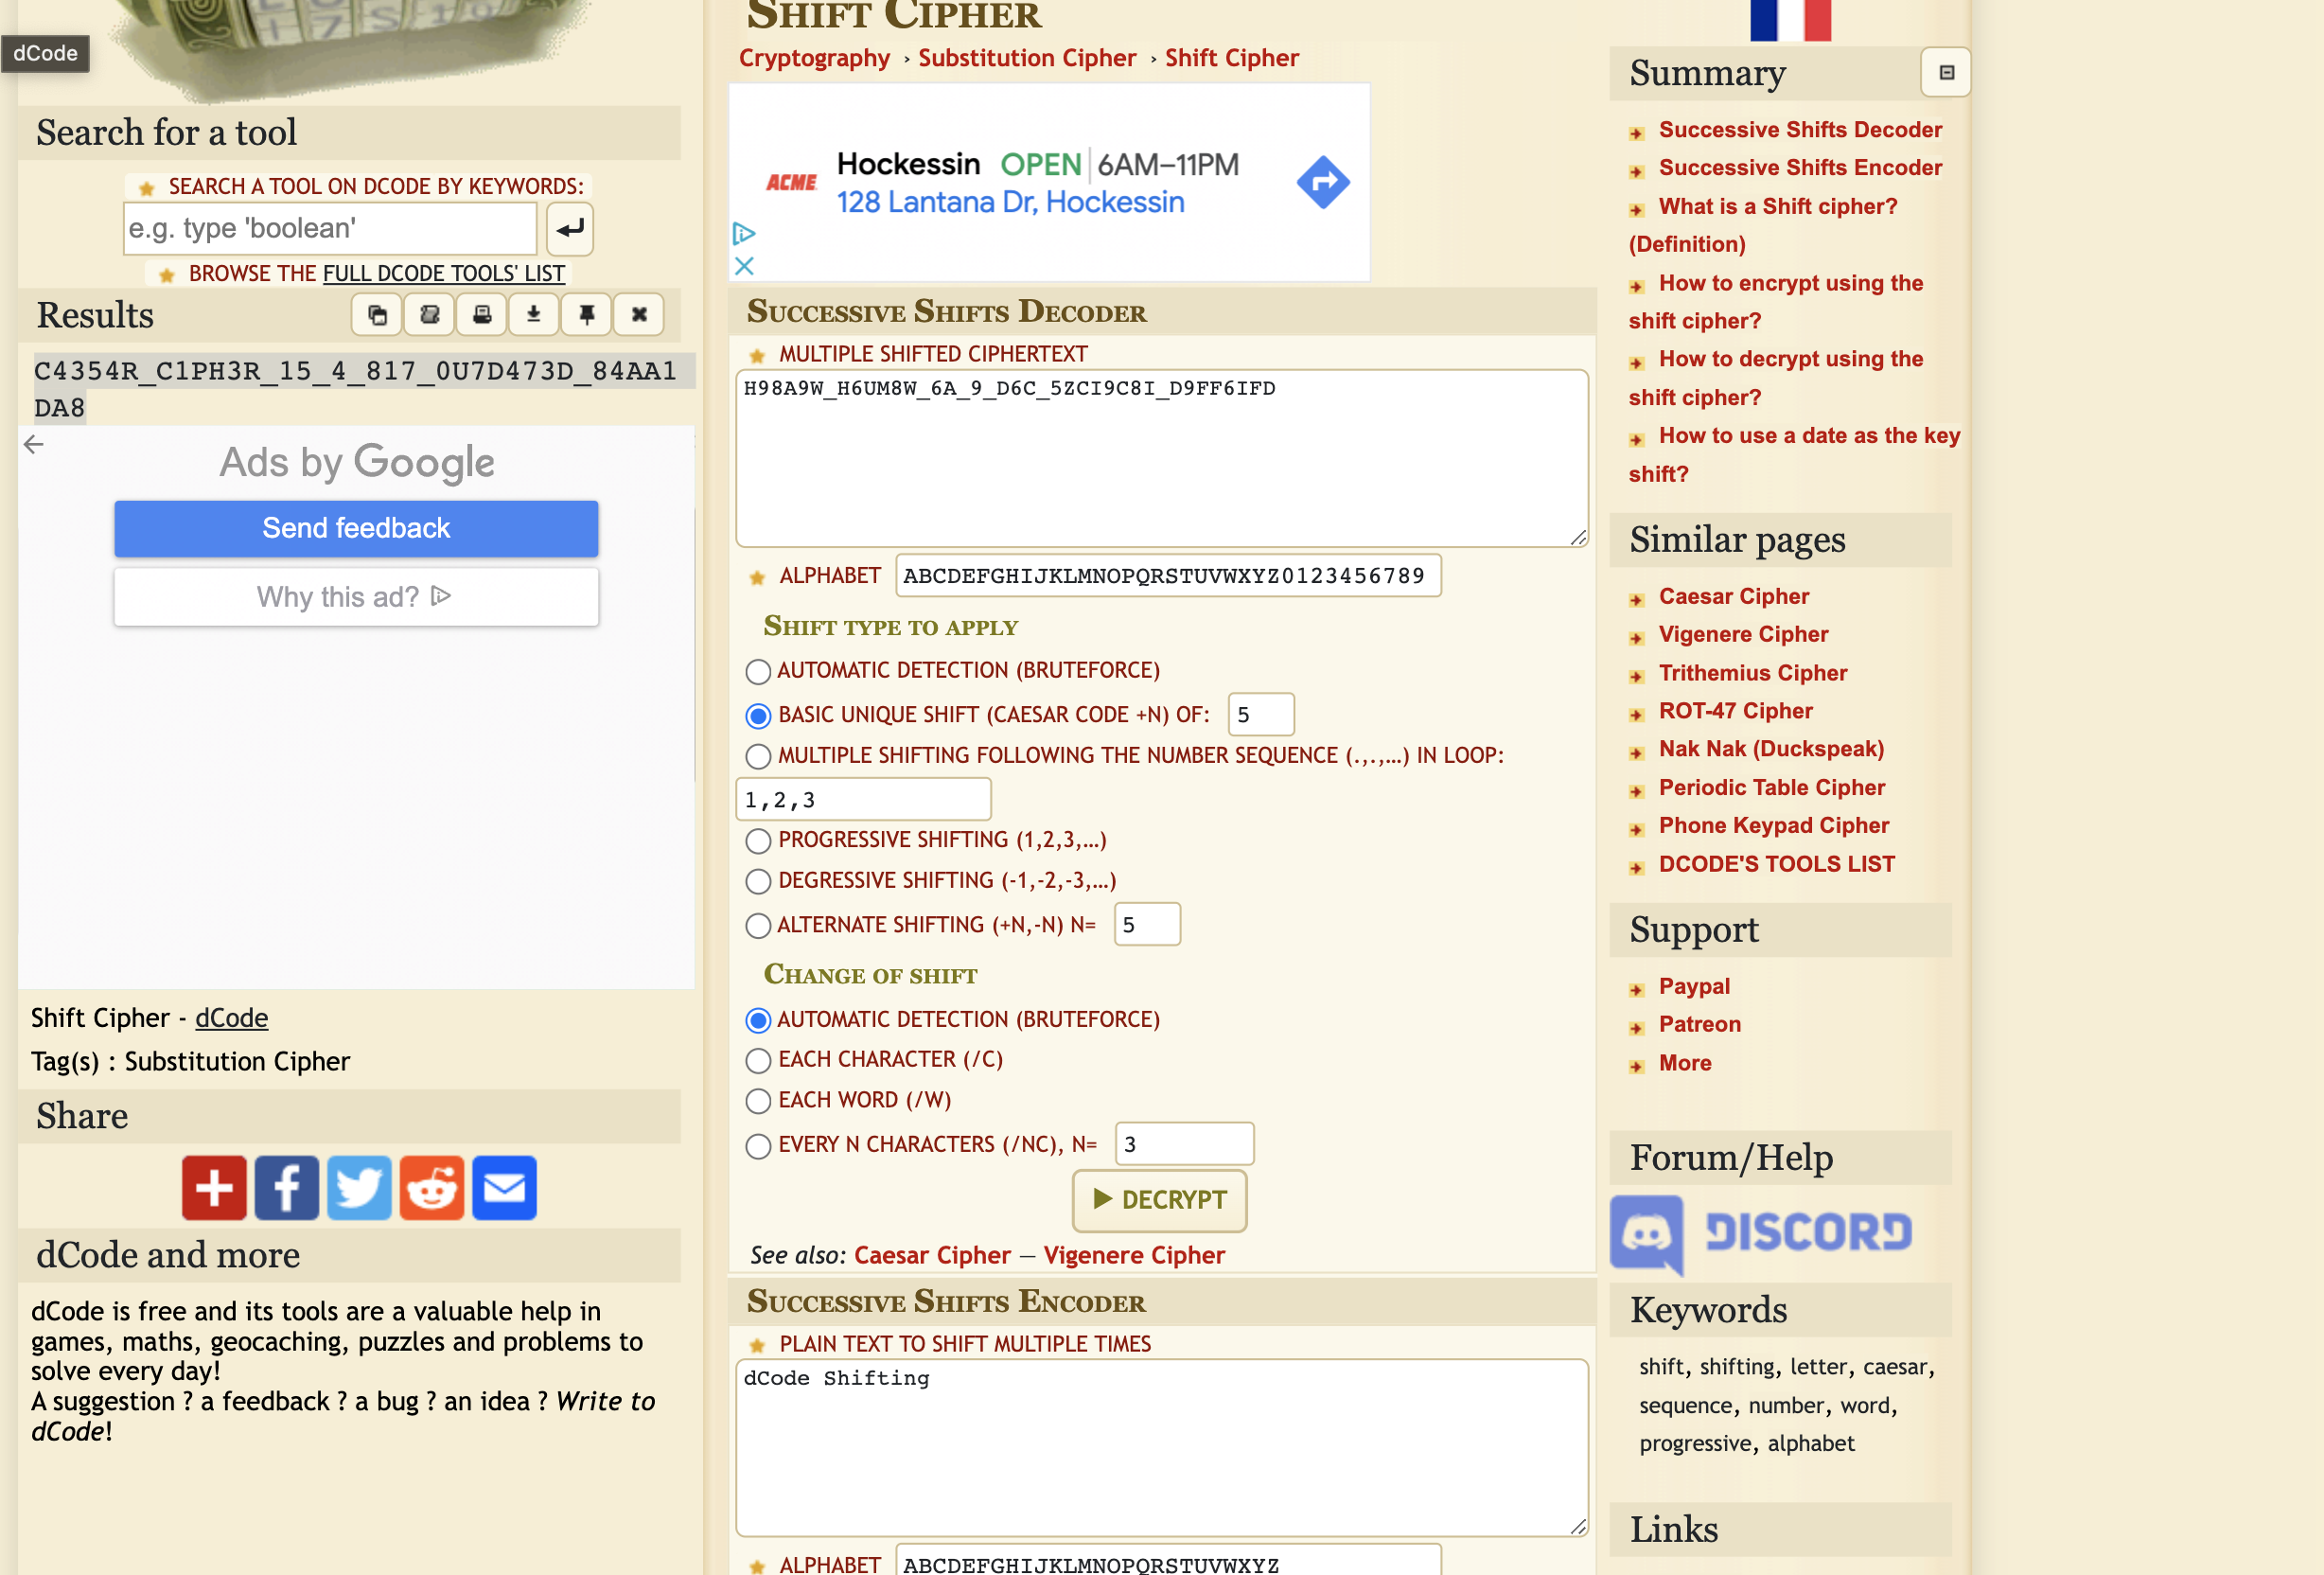 dCode
Search for a tool
SEARCH A TOOL ON DCODE BY KEYWORDS:
e.g. type 'boolean'
BROWSE THE FULL DCODE TOOLS' LIST
Results
C4354R_C1PH3R_15_4_817_0U7D473D_84AA1
DA8
Ads by Google
Send feedback
Why this ad?
Shift Cipher - dCode
Tag(s) : Substitution Cipher
Share
dCode and more
dCode is free and its tools are a valuable help in
games, maths, geocaching, puzzles and problems to
solve every day!
A suggestion ? a feedback ? a bug ? an idea ? Write to
dCode!
SHIFT CIPHER
Cryptography › Substitution Cipher › Shift Cipher
ACME
Hockessin OPEN 6AM–11PM
128 Lantana Dr, Hockessin
SUCCESSIVE SHIFTS DECODER
MULTIPLE SHIFTED CIPHERTEXT
H98A9W_H6UM8W_6A_9_D6C_5ZCI9C8I_D9FF6IFD
ALPHABET ABCDEFGHIJKLMNOPQRSTUVWXYZ0123456789
SHIFT TYPE TO APPLY
AUTOMATIC DETECTION (BRUTEFORCE)
BASIC UNIQUE SHIFT (CAESAR CODE +N) OF: 5
MULTIPLE SHIFTING FOLLOWING THE NUMBER SEQUENCE (.,.,…) IN LOOP:
1,2,3
PROGRESSIVE SHIFTING (1,2,3,…)
DEGRESSIVE SHIFTING (-1,-2,-3,…)
ALTERNATE SHIFTING (+N,-N) N= 5
CHANGE OF SHIFT
AUTOMATIC DETECTION (BRUTEFORCE)
EACH CHARACTER (/C)
EACH WORD (/W)
EVERY N CHARACTERS (/NC), N= 3
DECRYPT
See also: Caesar Cipher — Vigenere Cipher
SUCCESSIVE SHIFTS ENCODER
PLAIN TEXT TO SHIFT MULTIPLE TIMES
dCode Shifting
ALPHABET ABCDEFGHIJKLMNOPQRSTUVWXYZ
Summary
Successive Shifts Decoder
Successive Shifts Encoder
What is a Shift cipher?
(Definition)
How to encrypt using the
shift cipher?
How to decrypt using the
shift cipher?
How to use a date as the key
shift?
Similar pages
Caesar Cipher
Vigenere Cipher
Trithemius Cipher
ROT-47 Cipher
Nak Nak (Duckspeak)
Periodic Table Cipher
Phone Keypad Cipher
DCODE'S TOOLS LIST
Support
Paypal
Patreon
More
Forum/Help
DISCORD
Keywords
shift, shifting, letter, caesar,
sequence, number, word,
progressive, alphabet
Links